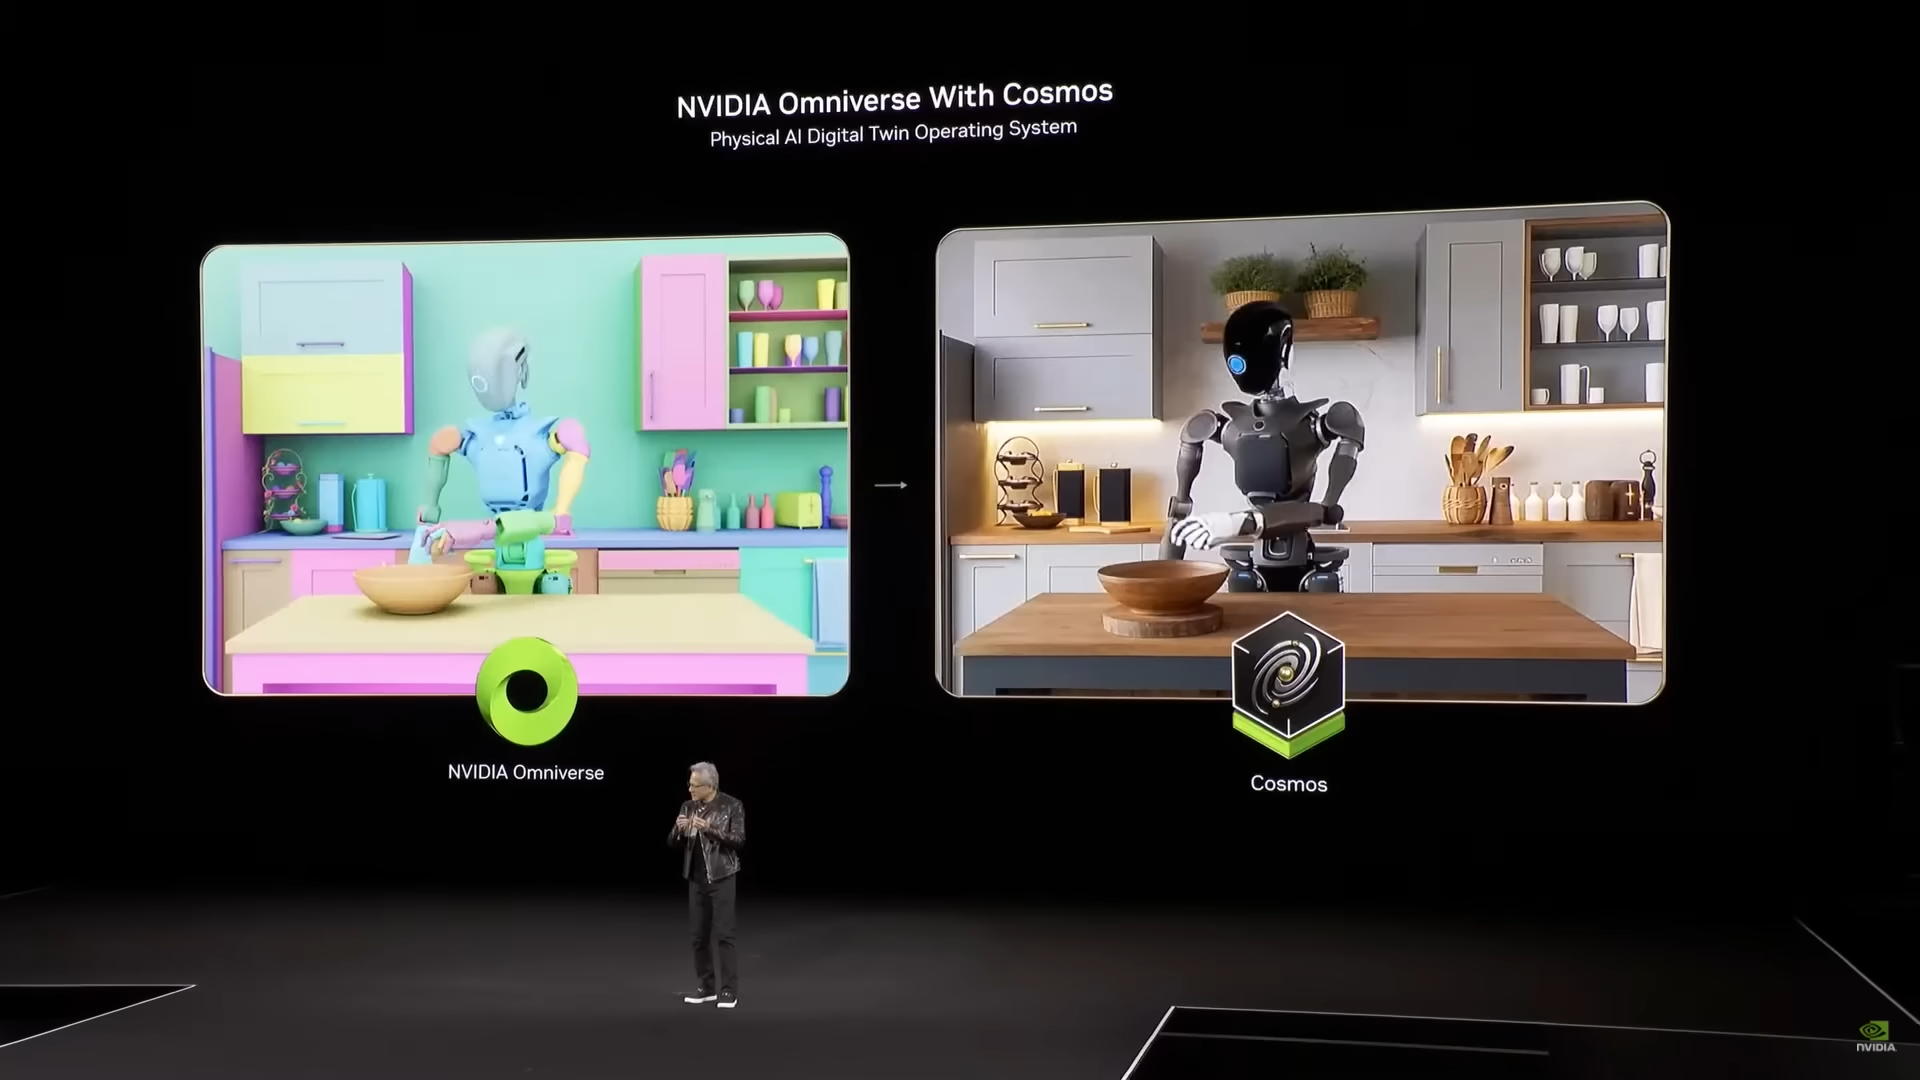 NVIDIA Omniverse With Cosmos
Physical AI Digital Twin Operating System
NVIDIA Omniverse
Cosmos
NVIDIA